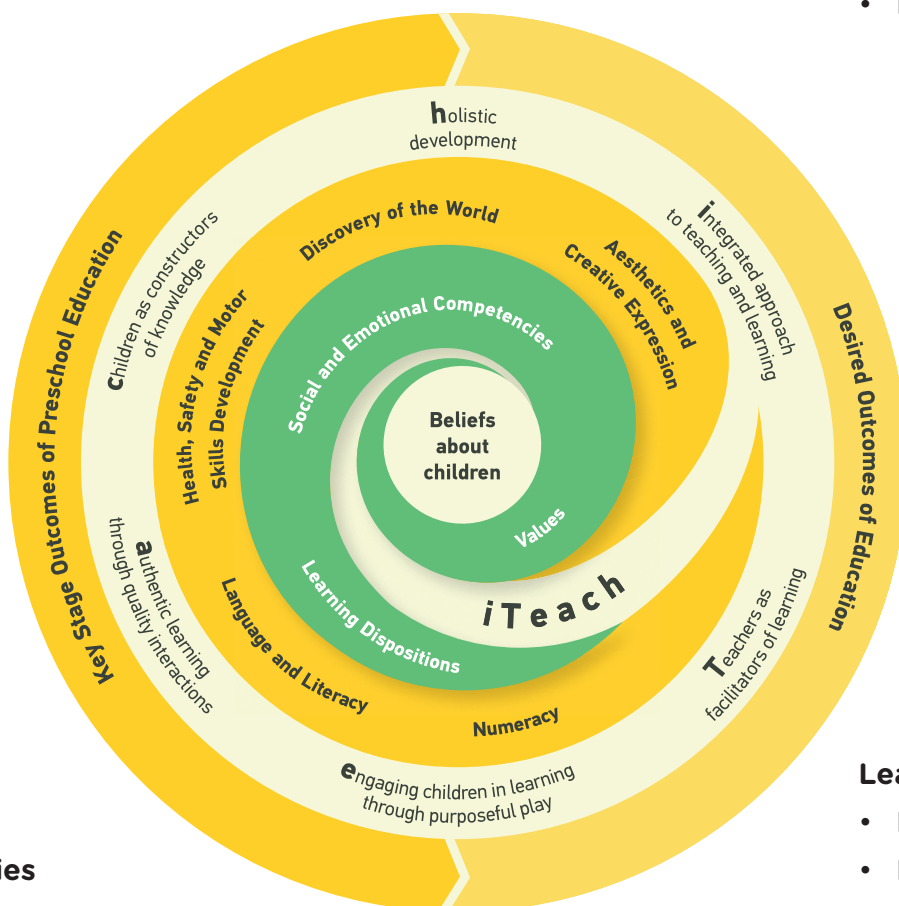 holistic
development
integrated approach
to teaching and learning
Teachers as
facilitators of learning
engaging children in learning
through purposeful play
authentic learning
through quality interactions
Children as constructors
of knowledge
Key Stage Outcomes of Preschool Education
Desired Outcomes of Education
Discovery of the World
Aesthetics and
Creative Expression
Health, Safety and Motor
Skills Development
Language and Literacy
Numeracy
Social and Emotional Competencies
Learning Dispositions
Values
Beliefs
about
children
iTeach
Lea
ies